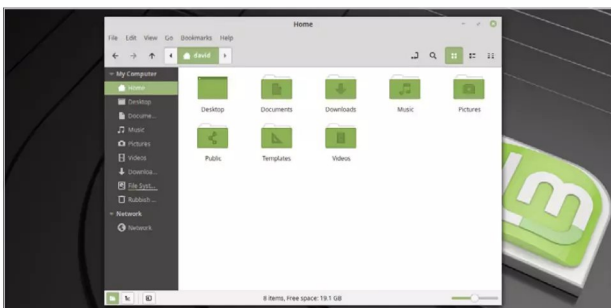 Home
File Edit View Go Bookmarks Help
david
My Computer
Home
Desktop
Docume...
Music
Pictures
Videos
Downloa...
File Syst...
Rubbish ...
Network
Network
Desktop Documents Downloads Music Pictures
Public Templates Videos
8 items, Free space: 19.1 GB